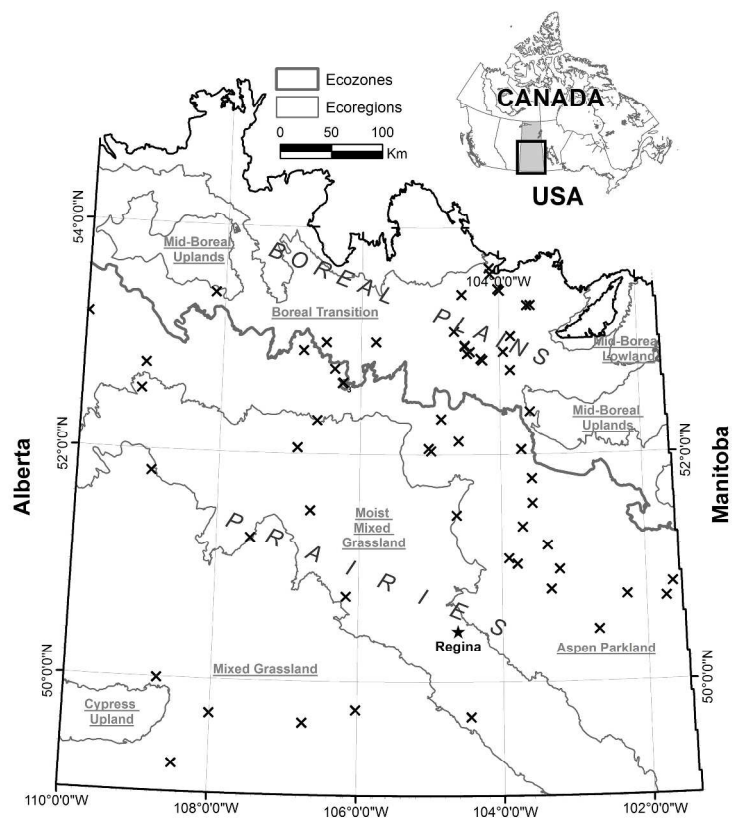 Ecozones
Ecoregions
0 50 100
Km
CANADA
USA
54°0'0"N
Mid-Boreal
Uplands
BOREAL PLAINS
104°0'0"W
Boreal Transition
Mid-Boreal
Lowland
Mid-Boreal
Uplands
52°0'0"N
52°0'0"N
Alberta
Manitoba
Moist
Mixed
Grassland
PRAIRIES
Regina
Aspen Parkland
Mixed Grassland
50°0'0"N
50°0'0"N
Cypress
Upland
110°0'0"W
108°0'0"W
106°0'0"W
104°0'0"W
102°0'0"W